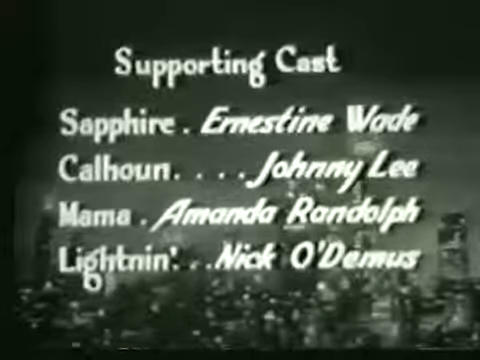 Supporting Cast
Sapphire . Ernestine Wade
Calhoun. . . . Johnny Lee
Mama . Amanda Randolph
Lightnin'. . . Nick O'Demus